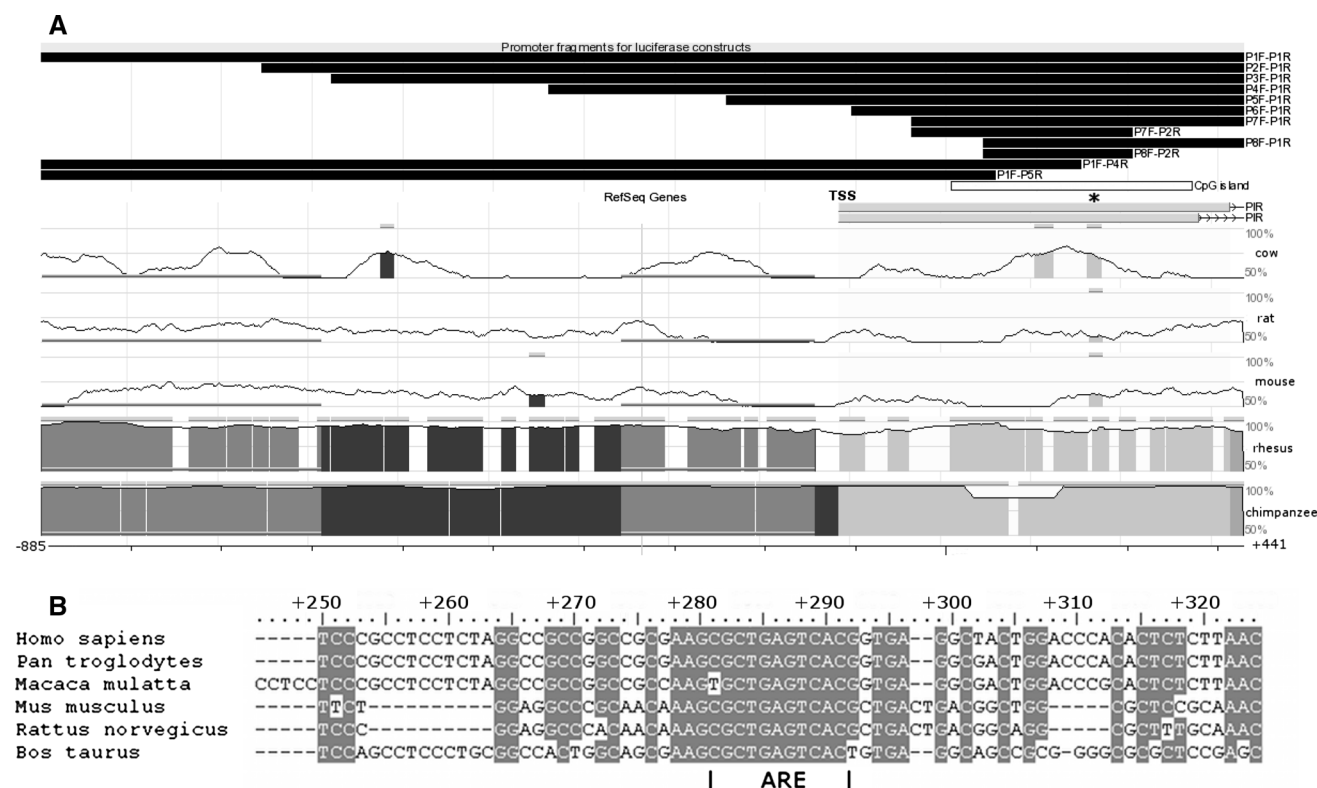 A
Promoter fragments for luciferase constructs
P1F-P1R
P2F-P1R
P3F-P1R
P4F-P1R
P5F-P1R
P6F-P1R
P7F-P1R
P7F-P2R
P8F-P1R
P8F-P2R
P1F-P4R
P1F-P5R
CpG island
RefSeq Genes
TSS
*
PIR
PIR
100%
cow
50%
100%
rat
50%
100%
mouse
50%
100%
rhesus
50%
100%
chimpanzee
50%
-885
+441
B
+250 +260 +270 +280 +290 +300 +310 +320
Homo sapiens -----TCCCGCCTCCTCTAGGCCGCCGGCCGCGAAGCGCTGAGTCACGGTGA--GGCTACTGGACCCACACTCTCTTAAC
Pan troglodytes -----TCCCGCCTCCTCTAGGCCGCCGGCCGCGAAGCGCTGAGTCACGGTGA--GGCGACTGGACCCACACTCTCTTAAC
Macaca mulatta CCTCCTCCCGCCTCCTCTAGGCCGCCGGCCGCCAAGTGCTGAGTCACGGTGA--GGCGACTGGACCCGCACTCTCTTAAC
Mus musculus -----TTCT----------GGAGGCCCGCAACAAAGCGCTGAGTCACGCTGACTGACGGCTGG-----CGCTCCGCAAAC
Rattus norvegicus -----TCCC----------GGAGGCCCACAACAAAGCGCTGAGTCACGCTGACTGACGGCAGG-----CGCTTTGCAAAC
Bos taurus -----TCCAGCCTCCCTGCGGCCACTGGCAGCGAAGCGCTGAGTCACTGTGA--GGCAGCCGCG-GGGCGCGCTCCGAGC
ARE